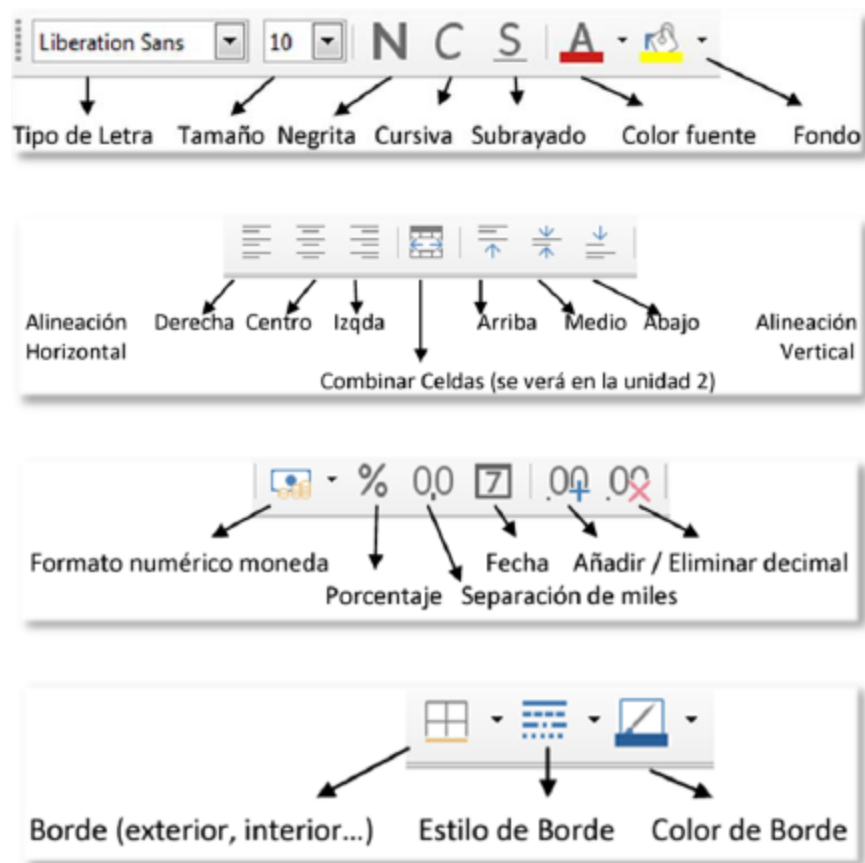 Liberation Sans 10 N C S A
Tipo de Letra Tamaño Negrita Cursiva Subrayado Color fuente Fondo
Alineación Horizontal Derecha Centro Izqda Arriba Medio Abajo Alineación Vertical
Combinar Celdas (se verá en la unidad 2)
% 0,0 7 .00 .00
Formato numérico moneda Fecha Añadir / Eliminar decimal
Porcentaje Separación de miles
Borde (exterior, interior...) Estilo de Borde Color de Borde